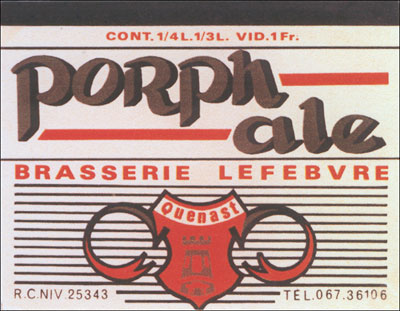 CONT.1/4L.1/3L. VID.1Fr.
Porph
ale
BRASSERIE LEFEBVRE
Quenast
R.C.NIV.25343
TEL.067.36106